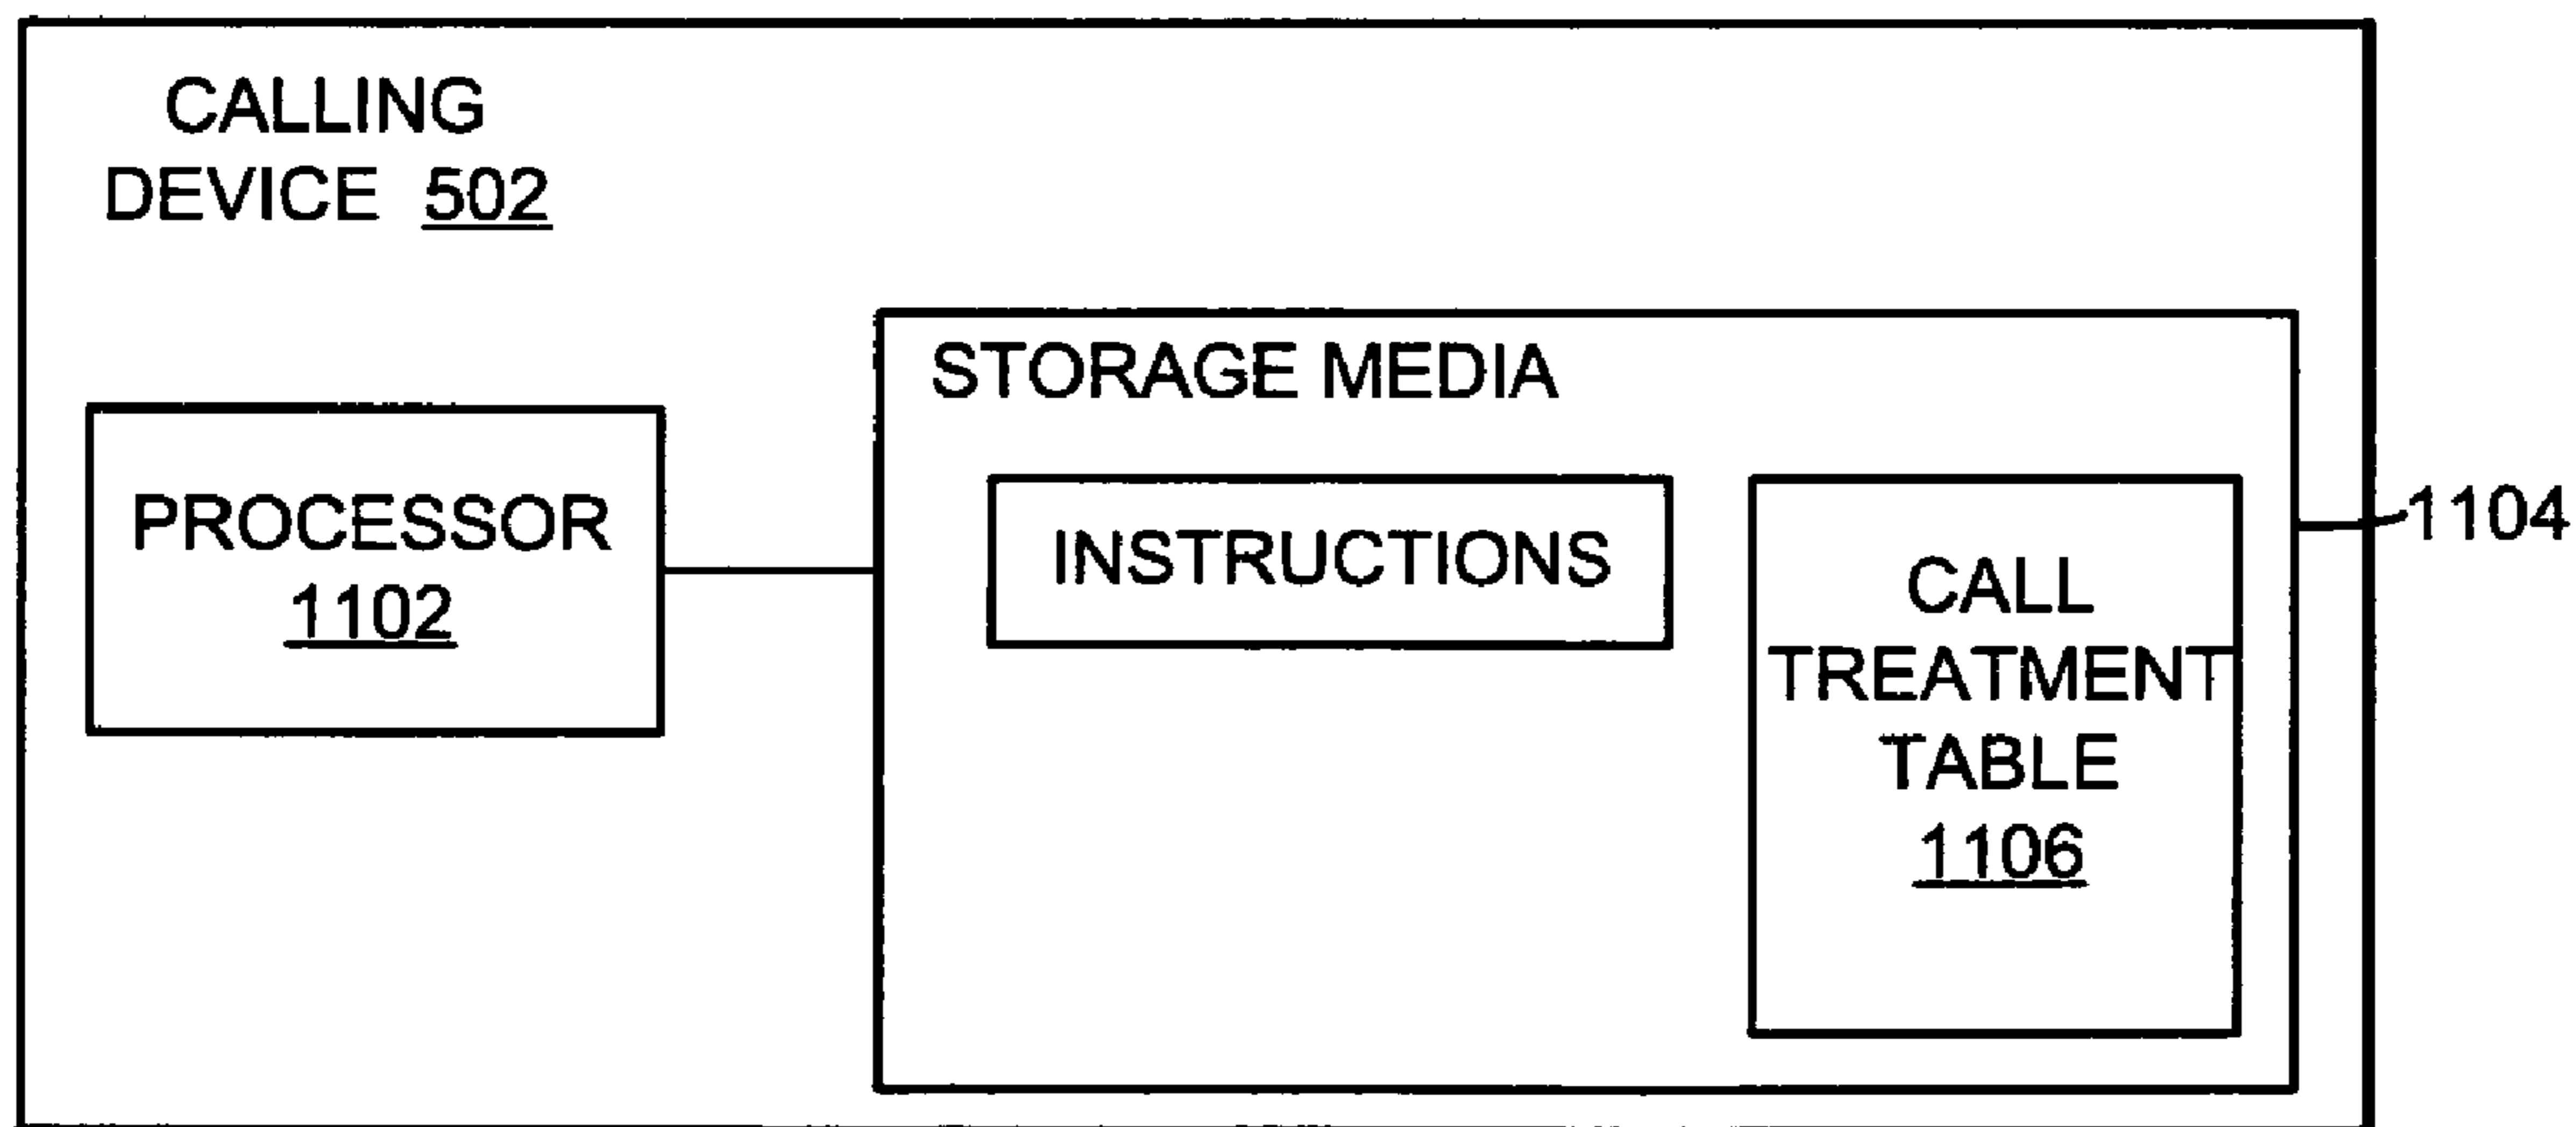 CALLING
DEVICE 502
STORAGE MEDIA
PROCESSOR
1102
INSTRUCTIONS
CALL
TREATMENT
TABLE
1106
1104